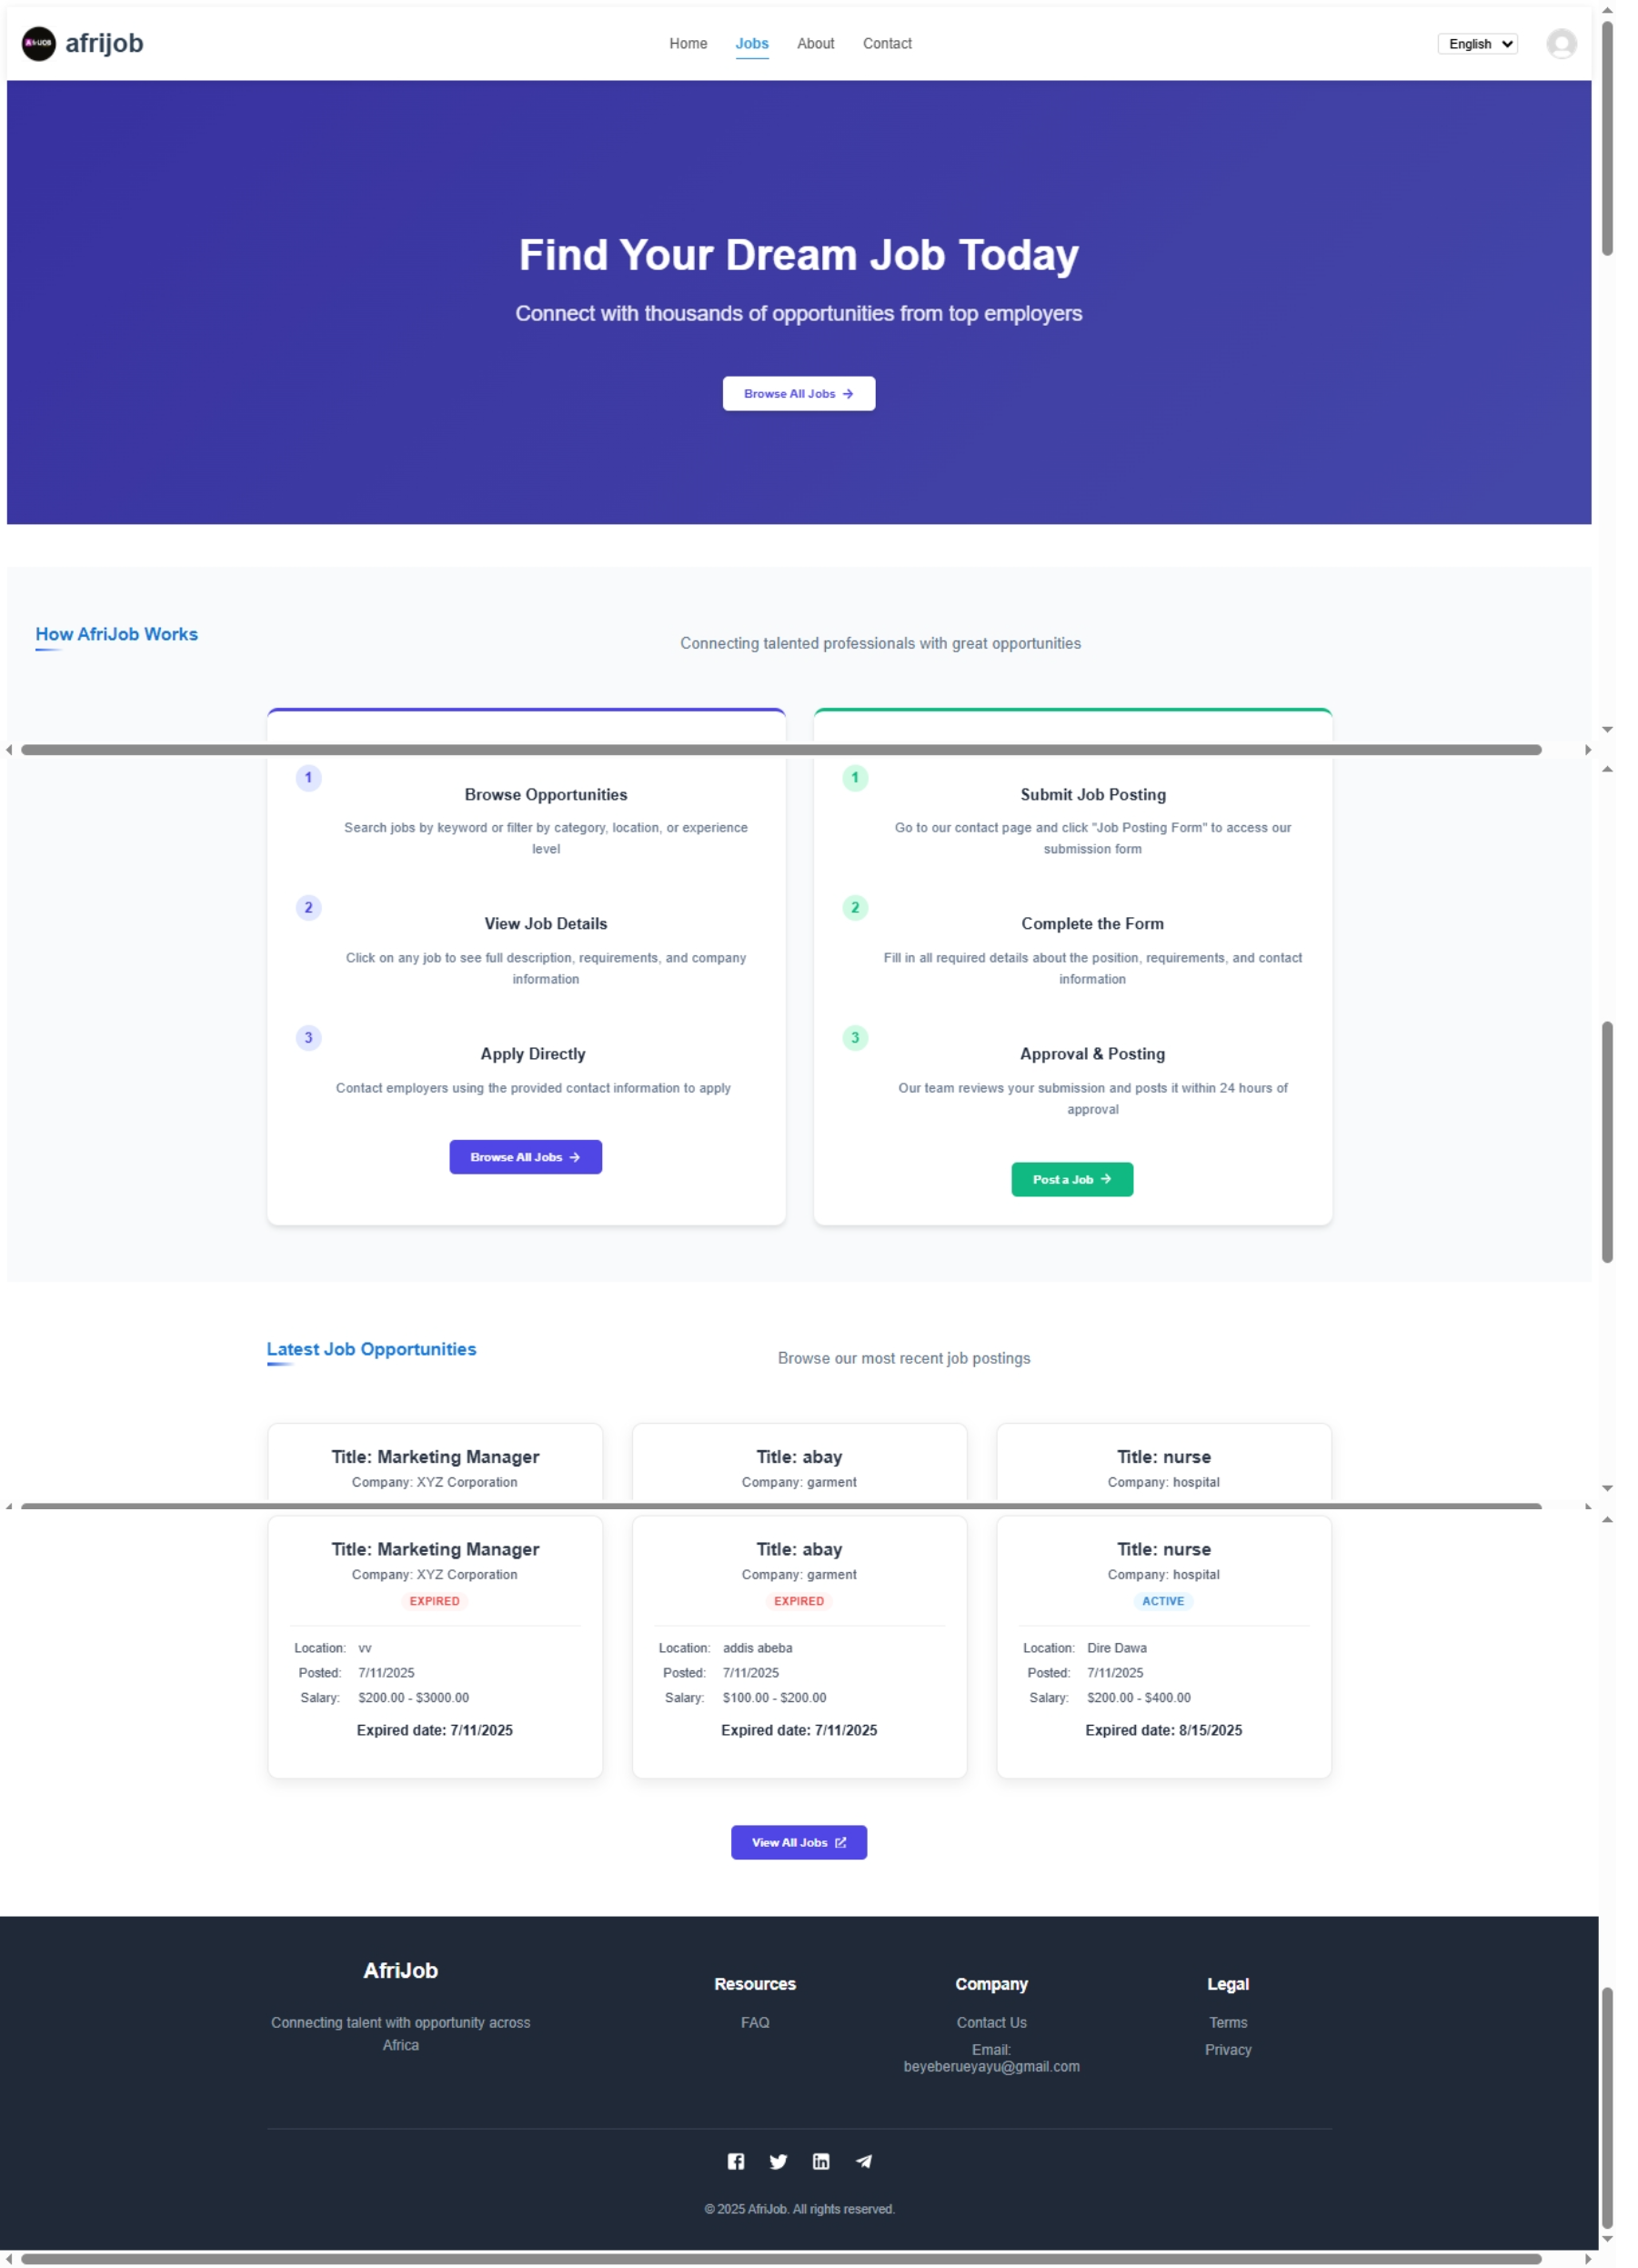 AfriJOB
afrijob
Home
Jobs
About
Contact
English
Find Your Dream Job Today
Connect with thousands of opportunities from top employers
Browse All Jobs
How AfriJob Works
Connecting talented professionals with great opportunities
1
Browse Opportunities
Search jobs by keyword or filter by category, location, or experience
level
2
View Job Details
Click on any job to see full description, requirements, and company
information
3
Apply Directly
Contact employers using the provided contact information to apply
Browse All Jobs
1
Submit Job Posting
Go to our contact page and click "Job Posting Form" to access our
submission form
2
Complete the Form
Fill in all required details about the position, requirements, and contact
information
3
Approval & Posting
Our team reviews your submission and posts it within 24 hours of
approval
Post a Job
Latest Job Opportunities
Browse our most recent job postings
Title: Marketing Manager
Company: XYZ Corporation
Title: abay
Company: garment
Title: nurse
Company: hospital
Title: Marketing Manager
Company: XYZ Corporation
EXPIRED
Location: vv
Posted: 7/11/2025
Salary: $200.00 - $3000.00
Expired date: 7/11/2025
Title: abay
Company: garment
EXPIRED
Location: addis abeba
Posted: 7/11/2025
Salary: $100.00 - $200.00
Expired date: 7/11/2025
Title: nurse
Company: hospital
ACTIVE
Location: Dire Dawa
Posted: 7/11/2025
Salary: $200.00 - $400.00
Expired date: 8/15/2025
View All Jobs
AfriJob
Connecting talent with opportunity across
Africa
Resources
FAQ
Company
Contact Us
Email:
beyeberueyayu@gmail.com
Legal
Terms
Privacy
© 2025 AfriJob. All rights reserved.